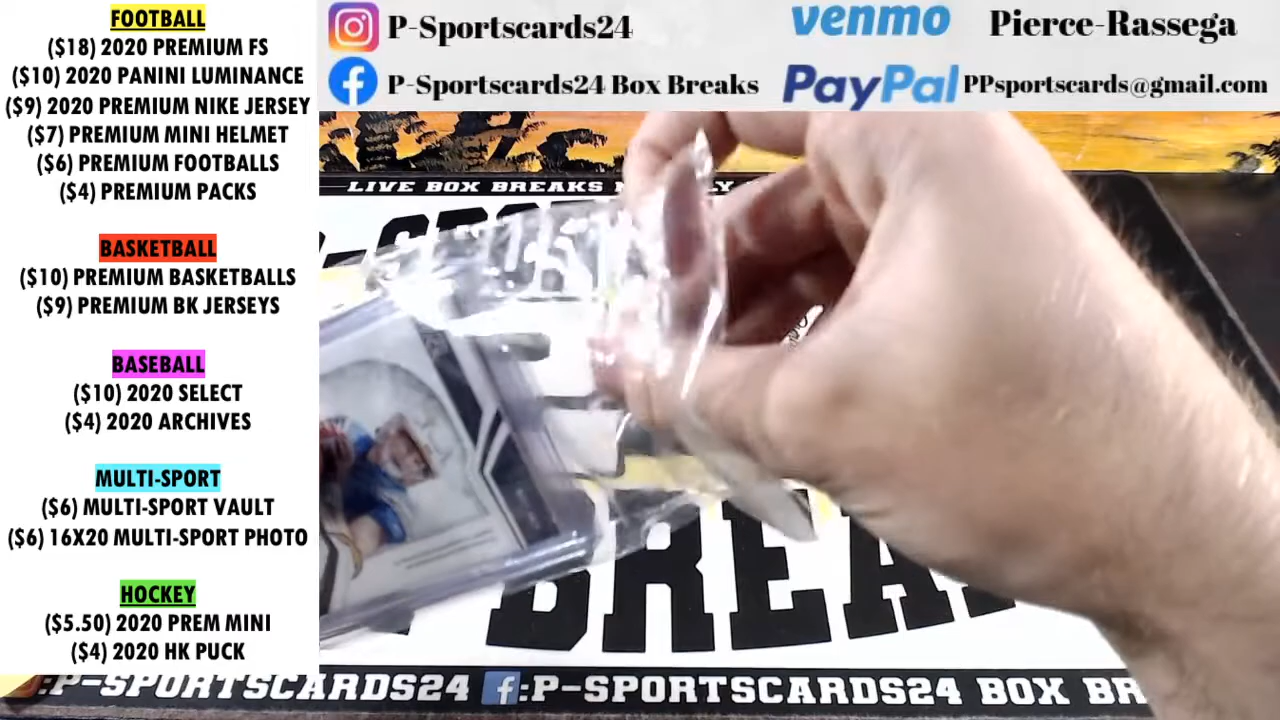 FOOTBALL
($18) 2020 PREMIUM FS
($10) 2020 PANINI LUMINANCE
($9) 2020 PREMIUM NIKE JERSEY
($7) PREMIUM MINI HELMET
($6) PREMIUM FOOTBALLS
($4) PREMIUM PACKS
BASKETBALL
($10) PREMIUM BASKETBALLS
($9) PREMIUM BK JERSEYS
BASEBALL
($10) 2020 SELECT
($4) 2020 ARCHIVES
MULTI-SPORT
($6) MULTI-SPORT VAULT
($6) 16X20 MULTI-SPORT PHOTO
HOCKEY
($5.50) 2020 PREM MINI
($4) 2020 HK PUCK
P-Sportscards24
venmo Pierce-Rassega
P-Sportscards24 Box Breaks
PayPal PPsportscards@gmail.com
LIVE BOX BREAKS
BREA
:P-SPORTSCARDS24 f:P-SPORTSCARDS24 BOX BR